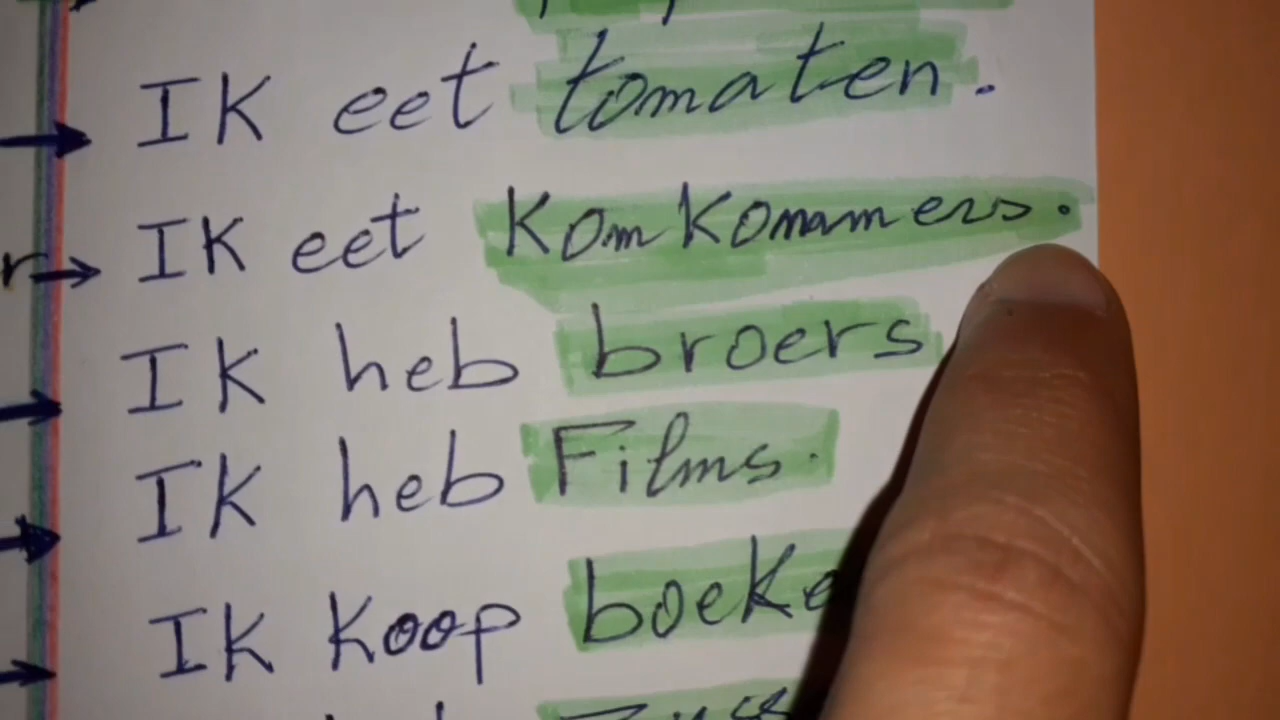 Ik eet tomaten.
Ik eet Komkommers.
Ik heb broers
Ik heb Films.
Ik koop